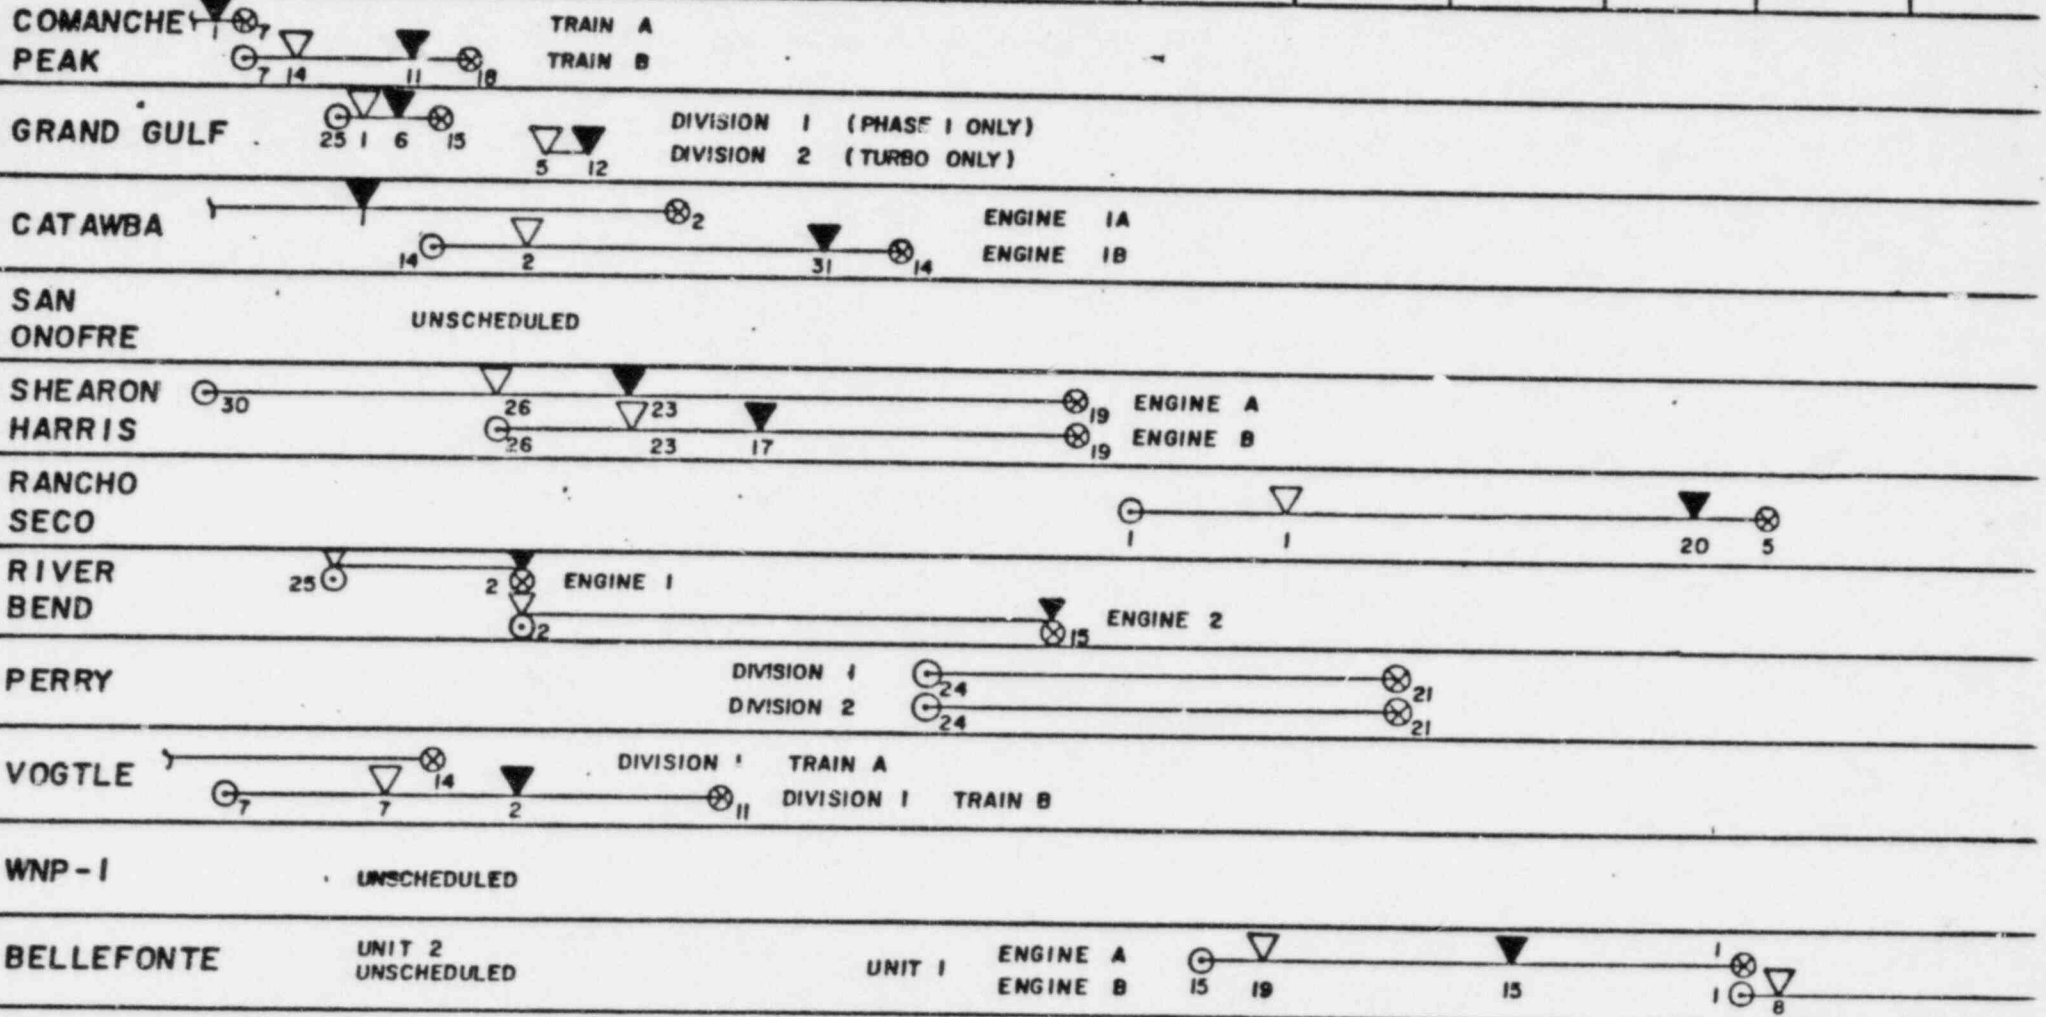 COMANCHE 1 7 TRAIN A
PEAK 7 14 11 18 TRAIN B
GRAND GULF 25 1 6 15 DIVISION 1 (PHASE 1 ONLY)
5 12 DIVISION 2 (TURBO ONLY)
CATAWBA 1 2 ENGINE 1A
14 2 31 14 ENGINE 1B
SAN
ONOFRE
UNSCHEDULED
SHEARON 30 26 23 19 ENGINE A
HARRIS 26 23 17 19 ENGINE B
RANCHO
SECO 1 1 20 5
RIVER 25 2 ENGINE 1
BEND 2 15 ENGINE 2
PERRY
DIVISION 1 24 21
DIVISION 2 24 21
VOGTLE 14 DIVISION TRAIN A
7 7 2 11 DIVISION 1 TRAIN B
WNP-1 UNSCHEDULED
BELLEFONTE
UNIT 2
UNSCHEDULED
UNIT 1
ENGINE A 15 19 15 1
ENGINE B 1 8